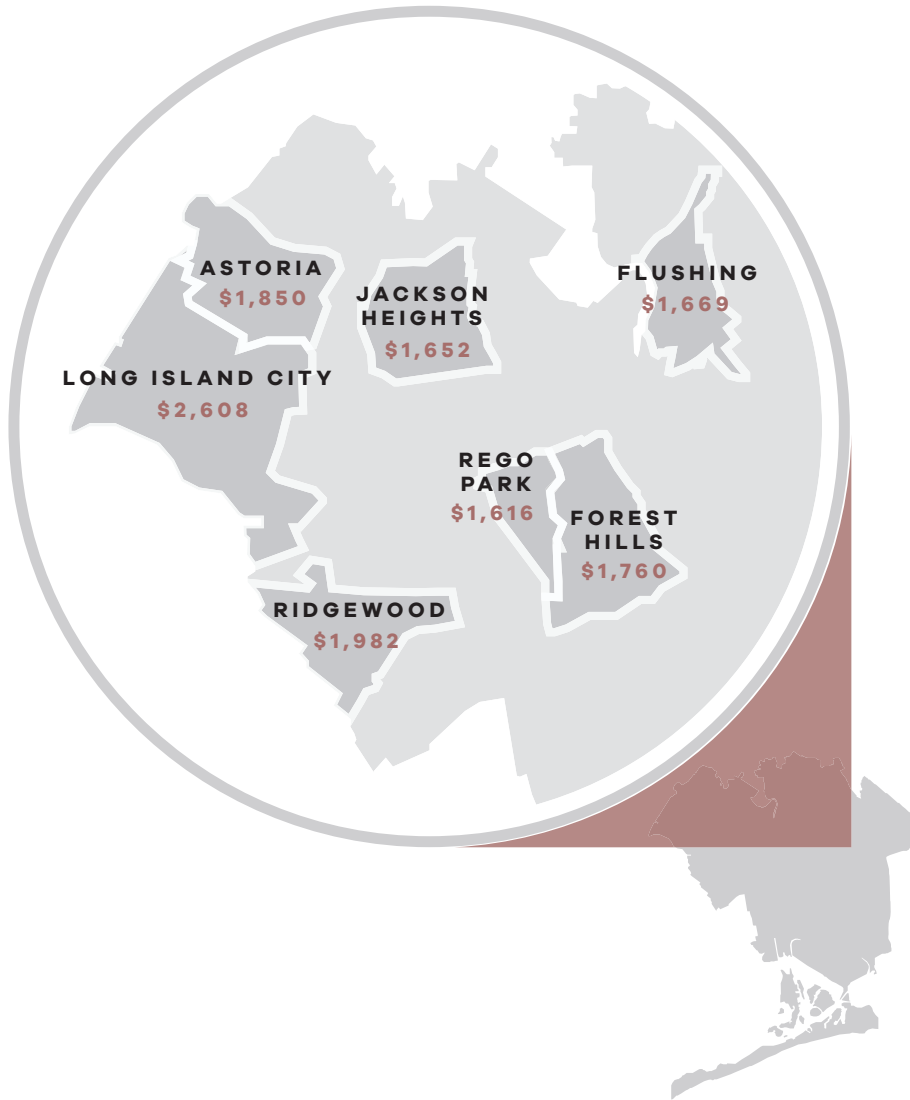 ASTORIA
$1,850
FLUSHING
$1,669
JACKSON
HEIGHTS
$1,652
LONG ISLAND CITY
$2,608
REGO
PARK
$1,616
FOREST
HILLS
$1,760
RIDGEWOOD
$1,982